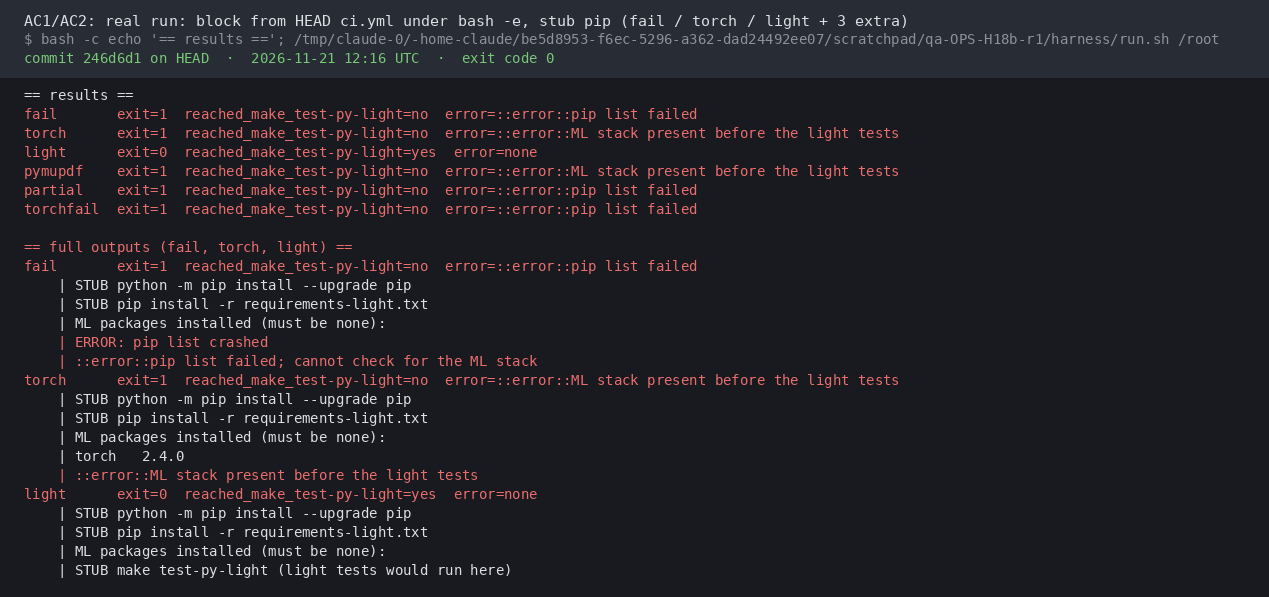 AC1/AC2: real run: block from HEAD ci.yml under bash -e, stub pip (fail / torch / light + 3 extra)
$ bash -c echo '== results =='; /tmp/claude-0/-home-claude/be5d8953-f6ec-5296-a362-dad24492ee07/scratchpad/qa-OPS-H18b-r1/harness/run.sh /root
commit 246d6d1 on HEAD  ·  2026-11-21 12:16 UTC  ·  exit code 0
== results ==
fail       exit=1  reached_make_test-py-light=no  error=::error::pip list failed
torch      exit=1  reached_make_test-py-light=no  error=::error::ML stack present before the light tests
light      exit=0  reached_make_test-py-light=yes  error=none
pymupdf    exit=1  reached_make_test-py-light=no  error=::error::ML stack present before the light tests
partial    exit=1  reached_make_test-py-light=no  error=::error::pip list failed
torchfail  exit=1  reached_make_test-py-light=no  error=::error::pip list failed
== full outputs (fail, torch, light) ==
fail       exit=1  reached_make_test-py-light=no  error=::error::pip list failed
    | STUB python -m pip install --upgrade pip
    | STUB pip install -r requirements-light.txt
    | ML packages installed (must be none):
    | ERROR: pip list crashed
    | ::error::pip list failed; cannot check for the ML stack
torch      exit=1  reached_make_test-py-light=no  error=::error::ML stack present before the light tests
    | STUB python -m pip install --upgrade pip
    | STUB pip install -r requirements-light.txt
    | ML packages installed (must be none):
    | torch   2.4.0
    | ::error::ML stack present before the light tests
light      exit=0  reached_make_test-py-light=yes  error=none
    | STUB python -m pip install --upgrade pip
    | STUB pip install -r requirements-light.txt
    | ML packages installed (must be none):
    | STUB make test-py-light (light tests would run here)